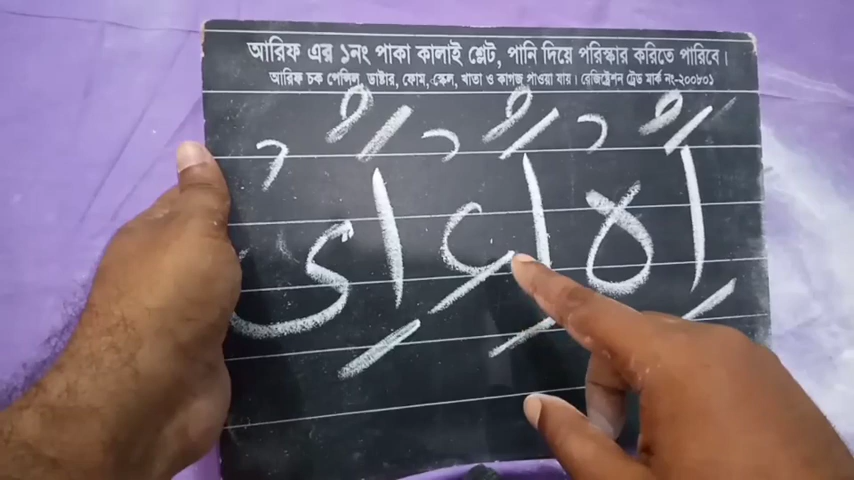 আরিফ এর ১নং পাকা কালাই শ্লেট, পানি দিয়ে পরিস্কার করিতে পারিবে।
আরিফ চক পেন্সিল, ডাষ্টার, ফোম, স্কেল, খাতা ও কাগজ পাওয়া যায়। রেজিষ্ট্রেশন ট্রেড মার্ক নং-২০০৮০১
ا ه ا ء ا ی